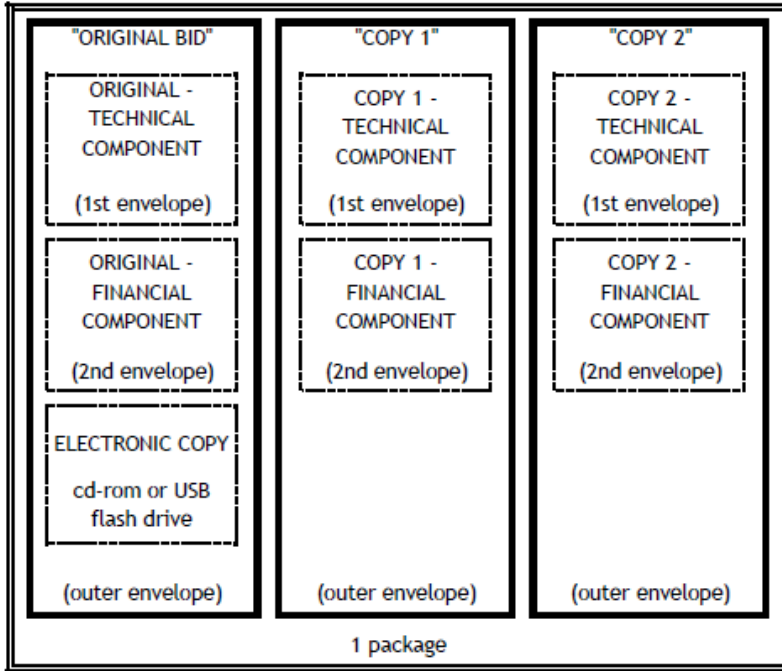 "ORIGINAL BID"
ORIGINAL -
TECHNICAL
COMPONENT
(1st envelope)
ORIGINAL -
FINANCIAL
COMPONENT
(2nd envelope)
ELECTRONIC COPY
cd-rom or USB
flash drive
(outer envelope)
"COPY 1"
COPY 1 -
TECHNICAL
COMPONENT
(1st envelope)
COPY 1 -
FINANCIAL
COMPONENT
(2nd envelope)
(outer envelope)
"COPY 2"
COPY 2 -
TECHNICAL
COMPONENT
(1st envelope)
COPY 2 -
FINANCIAL
COMPONENT
(2nd envelope)
(outer envelope)
1 package